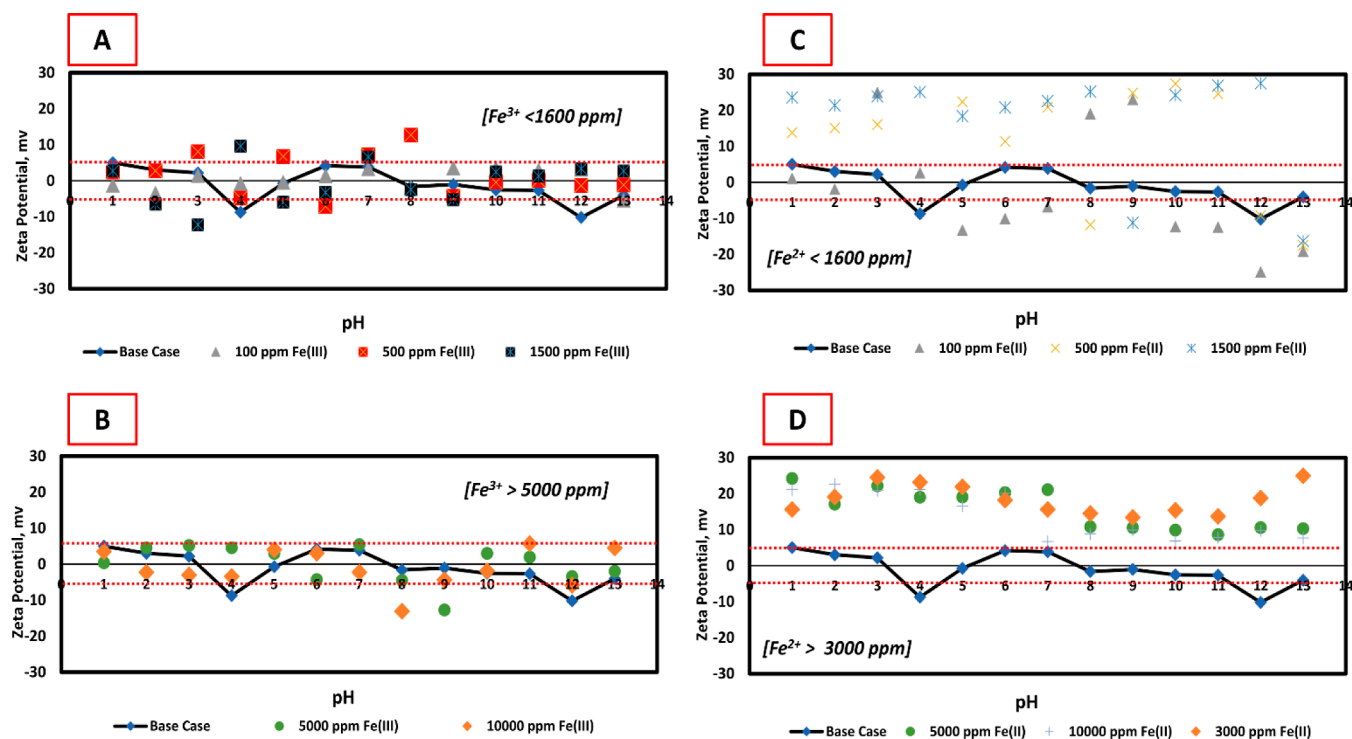 A
30
20
10
0
-10
-20
-30
Zeta Potential, mv
[Fe3+ <1600 ppm]
0 1 2 3 4 5 6 7 8 9 10 11 12 13 14
pH
Base Case 100 ppm Fe(III) 500 ppm Fe(III) 1500 ppm Fe(III)
C
30
20
10
0
-10
-20
-30
Zeta Potential, mv
0 1 2 3 4 5 6 7 8 9 10 11 12 13 14
[Fe2+ < 1600 ppm]
pH
Base Case 100 ppm Fe(II) 500 ppm Fe(II) 1500 ppm Fe(II)
B
30
20
10
0
-10
-20
-30
Zeta Potential, mv
[Fe3+ > 5000 ppm]
0 1 2 3 4 5 6 7 8 9 10 11 12 13 14
pH
Base Case 5000 ppm Fe(III) 10000 ppm Fe(III)
D
30
20
10
0
-10
-20
-30
Zeta Potential, mv
0 1 2 3 4 5 6 7 8 9 10 11 12 13 14
[Fe2+ > 3000 ppm]
pH
Base Case 5000 ppm Fe(II) 10000 ppm Fe(II) 3000 ppm Fe(II)